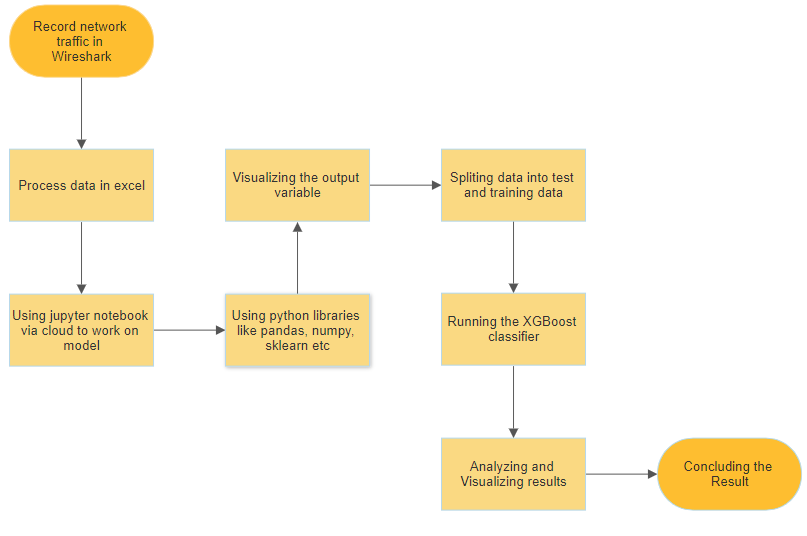 Record network
traffic in
Wireshark
Process data in excel
Using jupyter notebook
via cloud to work on
model
Using python libraries
like pandas, numpy,
sklearn etc
Visualizing the output
variable
Spliting data into test
and training data
Running the XGBoost
classifier
Analyzing and
Visualizing results
Concluding the
Result